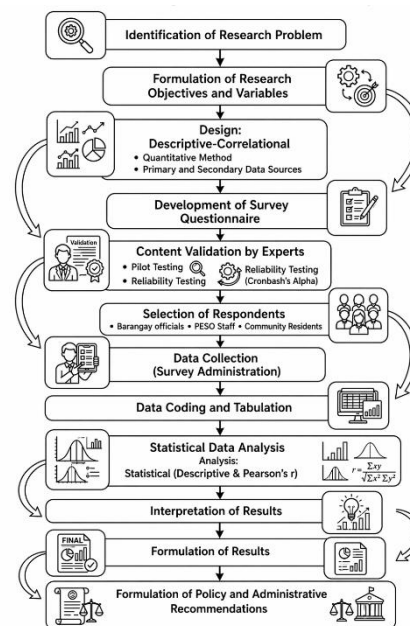 Identification of Research Problem
Formulation of Research
Objectives and Variables
Design:
Descriptive-Correlational
• Quantitative Method
• Primary and Secondary Data Sources
Development of Survey
Questionnaire
Validation
Content Validation by Experts
• Pilot Testing
• Reliability Testing
Reliability Testing
(Cronbash's Alpha)
Selection of Respondents
• Barangay officials • PESO Staff • Community Residents
Data Collection
(Survey Administration)
Data Coding and Tabulation
Statistical Data Analysis
Analysis:
Statistical (Descriptive & Pearson's r)
r = Σxy / √Σx² Σy²
Interpretation of Results
FINAL
Formulation of Results
Formulation of Policy and Administrative
Recommendations